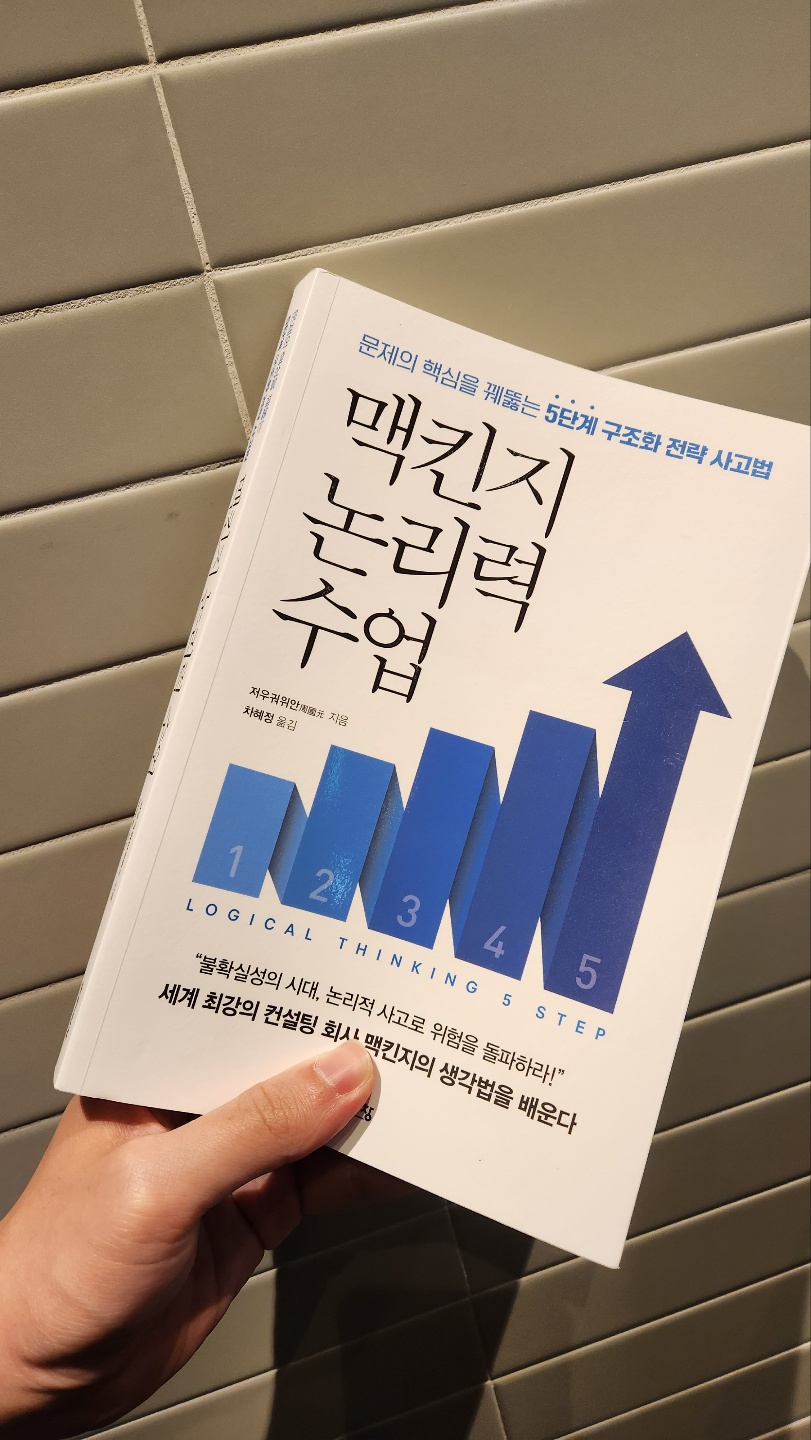 문제의 핵심을 꿰뚫는 5단계 구조화 전략 사고법
맥킨지
논리력
수업
저우궈위안周國元 지음
차혜정 옮김
1
2
3
4
5
LOGICAL THINKING 5 STEP
“불확실성의 시대, 논리적 사고로 위험을 돌파하라!”
세계 최강의 컨설팅 회사 맥킨지의 생각법을 배운다